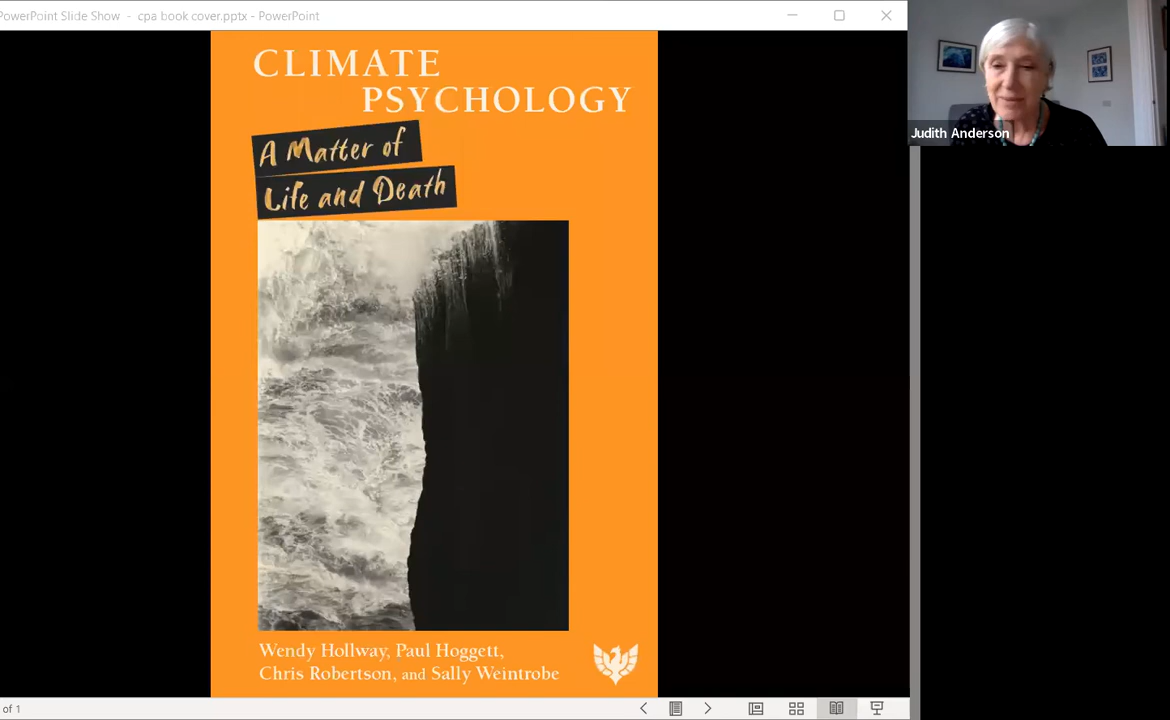 PowerPoint Slide Show - cpa book cover.pptx - PowerPoint
CLIMATE
PSYCHOLOGY
A Matter of
Life and Death
Wendy Hollway, Paul Hoggett,
Chris Robertson, and Sally Weintrobe
Judith Anderson
of 1